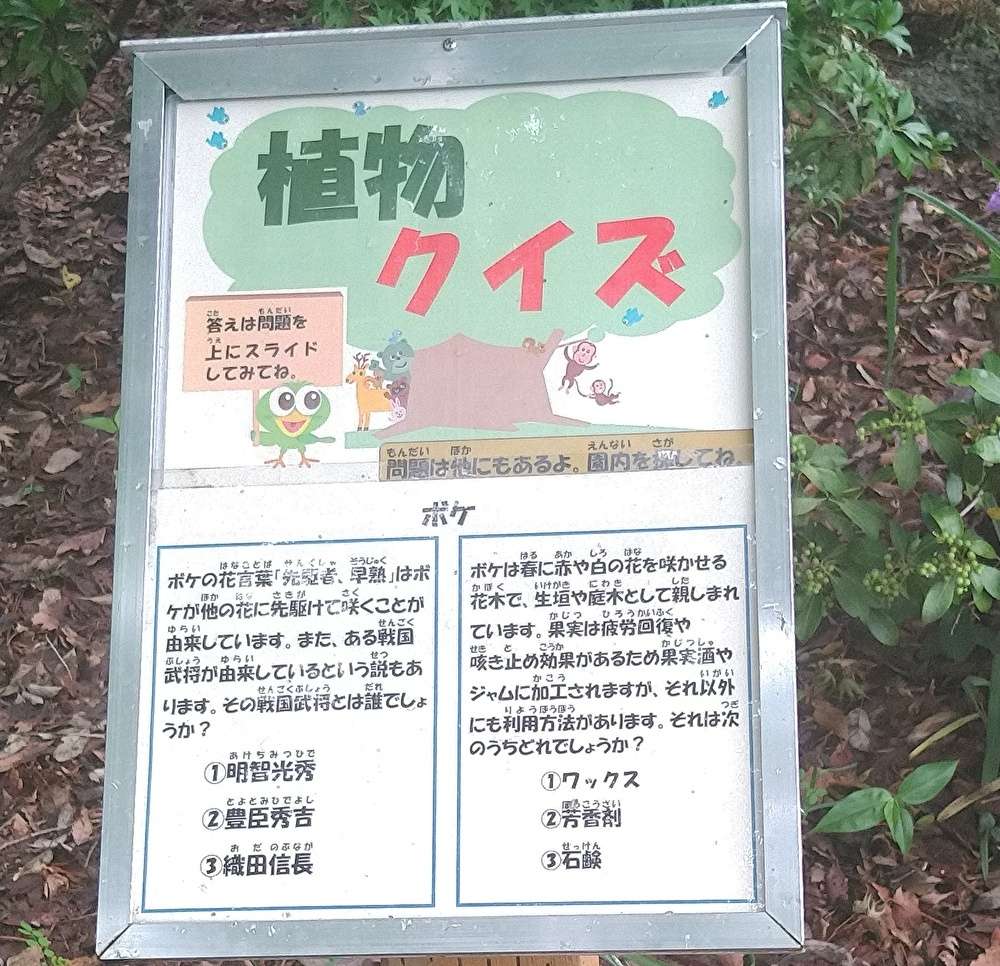 植物
クイズ
答えは問題を
上にスライド
してみてね。
問題は他にもあるよ。園内を探してね。
ボケ
ボケの花言葉「先駆者、早熟」はボ
ケが他の花に先駆けて咲くことが
由来しています。また、ある戦国
武将が由来しているという説もあ
ります。その戦国武将とは誰でしょ
うか？
①明智光秀
②豊臣秀吉
③織田信長
ボケは春に赤や白の花を咲かせる
花木で、生垣や庭木として親しまれ
ています。果実は疲労回復や
咳き止め効果があるため果実酒や
ジャムに加工されますが、それ以外
にも利用方法があります。それは次
のうちどれでしょうか？
①ワックス
②芳香剤
③石鹸